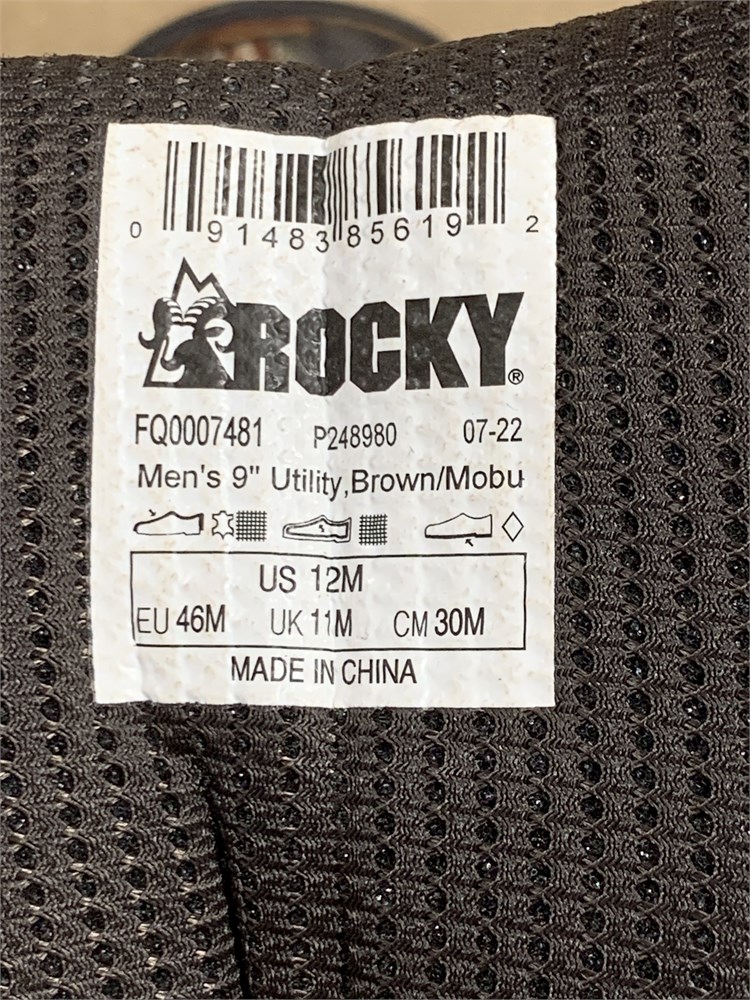 0 91483 85619 2
ROCKY®
FQ0007481 P248980 07-22
Men's 9" Utility,Brown/Mobu
US 12M
EU 46M UK 11M CM 30M
MADE IN CHINA